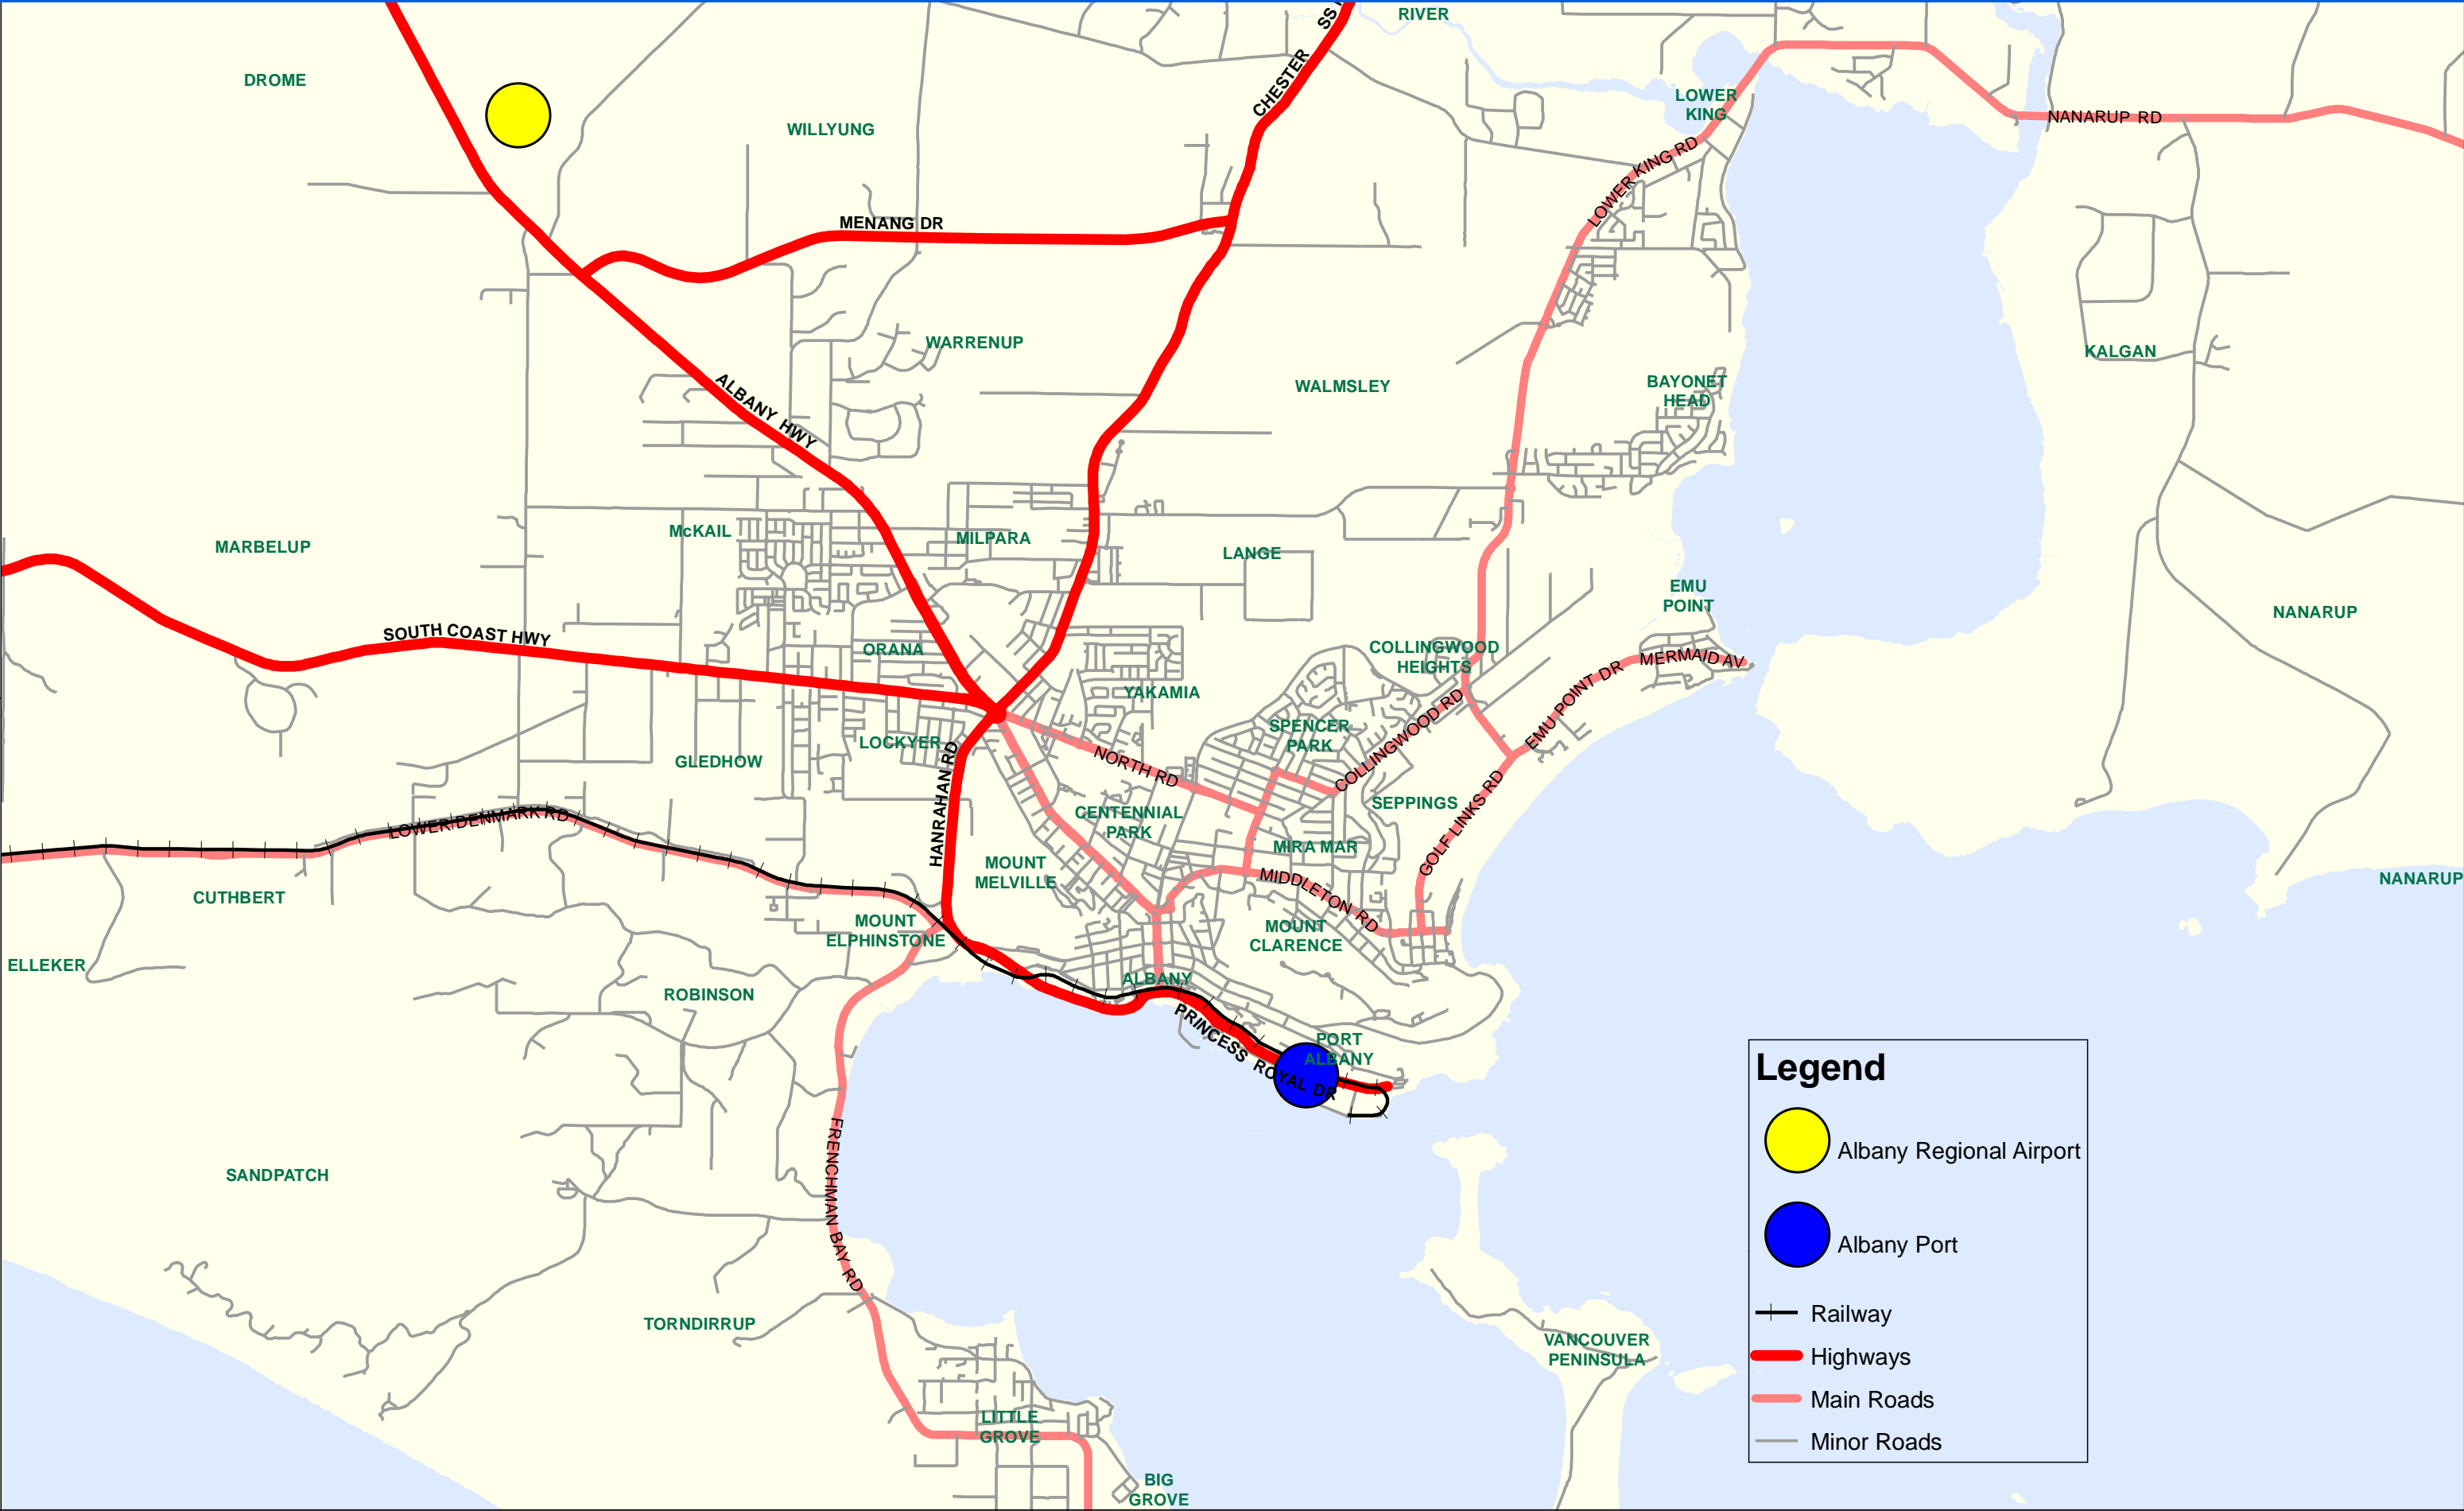 RIVER
CHESTER
DROME
LOWER
KING
NANARUP RD
WILLYUNG
LOWER KING RD
MENANG DR
WARRENUP
KALGAN
WALMSLEY
BAYONET
HEAD
ALBANY HWY
McKAIL
MILPARA
MARBELUP
LANGE
EMU
POINT
NANARUP
SOUTH COAST HWY
ORANA
COLLINGWOOD
HEIGHTS
MERMAID AV
EMU POINT DR
YAKAMIA
COLLINGWOOD RD
SPENCER
PARK
LOCKYER
GLEDHOW
NORTH RD
HANRAHAN RD
GOLF LINKS RD
SEPPINGS
LOWER DENMARK RD
CENTENNIAL
PARK
MIRA MAR
MOUNT
MELVILLE
MIDDLETON RD
NANARUP
CUTHBERT
MOUNT
ELPHINSTONE
MOUNT
CLARENCE
ELLEKER
ALBANY
ROBINSON
PRINCESS ROYAL DR
PORT
ALBANY
FRENCHMAN BAY RD
SANDPATCH
TORNDIRRUP
VANCOUVER
PENINSULA
LITTLE
GROVE
BIG
GROVE
Legend
Albany Regional Airport
Albany Port
Railway
Highways
Main Roads
Minor Roads